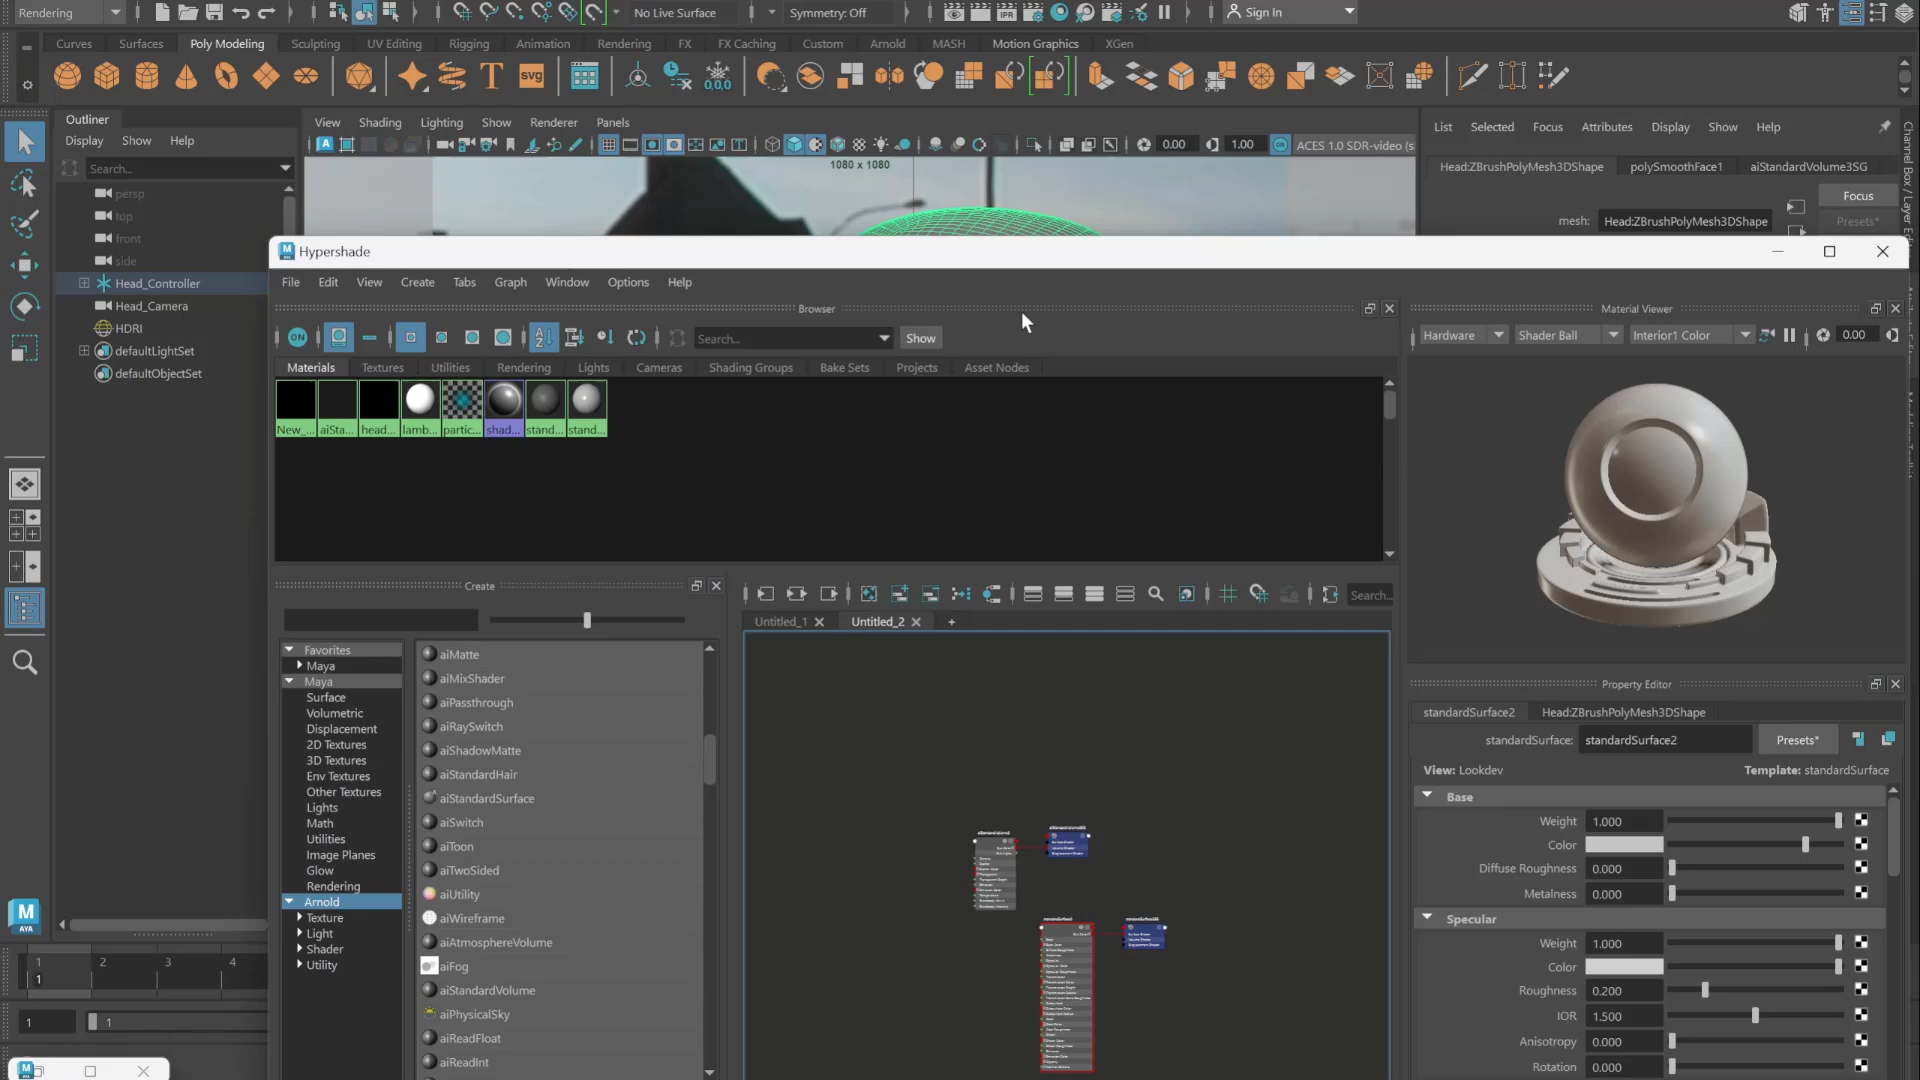 Rendering
No Live Surface
Symmetry: Off
Sign In
Curves Surfaces Poly Modeling Sculpting UV Editing Rigging Animation Rendering FX FX Caching Custom Arnold MASH Motion Graphics XGen
T svg 0,0,0
Outliner
Display Show Help
Search...
persp
top
front
side
Head_Controller
Head_Camera
HDRI
defaultLightSet
defaultObjectSet
View Shading Lighting Show Renderer Panels
0.00 1.00 ACES 1.0 SDR-video (s
1080 x 1080
List Selected Focus Attributes Display Show Help
Head:ZBrushPolyMesh3DShape polySmoothFace1 aiStandardVolume3SG
Focus
Presets*
mesh: Head:ZBrushPolyMesh3DShape
Channel Box / Layer
Hypershade
File Edit View Create Tabs Graph Window Options Help
Browser
ON Search... Show
Materials Textures Utilities Rendering Lights Cameras Shading Groups Bake Sets Projects Asset Nodes
New_... aiSta... head... lamb... partic... shad... stand... stand...
Material Viewer
Hardware Shader Ball Interior1 Color 0.00
Create
Favorites
Maya
Maya
Surface
Volumetric
Displacement
2D Textures
3D Textures
Env Textures
Other Textures
Lights
Math
Utilities
Image Planes
Glow
Rendering
Arnold
Texture
Light
Shader
Utility
aiMatte
aiMixShader
aiPassthrough
aiRaySwitch
aiShadowMatte
aiStandardHair
aiStandardSurface
aiSwitch
aiToon
aiTwoSided
aiUtility
aiWireframe
aiAtmosphereVolume
aiFog
aiStandardVolume
aiPhysicalSky
aiReadFloat
aiReadInt
Search...
Untitled_1 Untitled_2 +
Property Editor
standardSurface2 Head:ZBrushPolyMesh3DShape
standardSurface: standardSurface2 Presets*
View: Lookdev Template: standardSurface
Base
Weight 1.000
Color
Diffuse Roughness 0.000
Metalness 0.000
Specular
Weight 1.000
Color
Roughness 0.200
IOR 1.500
Anisotropy 0.000
Rotation 0.000
M
AYA
1 2 3 4
1
1 1